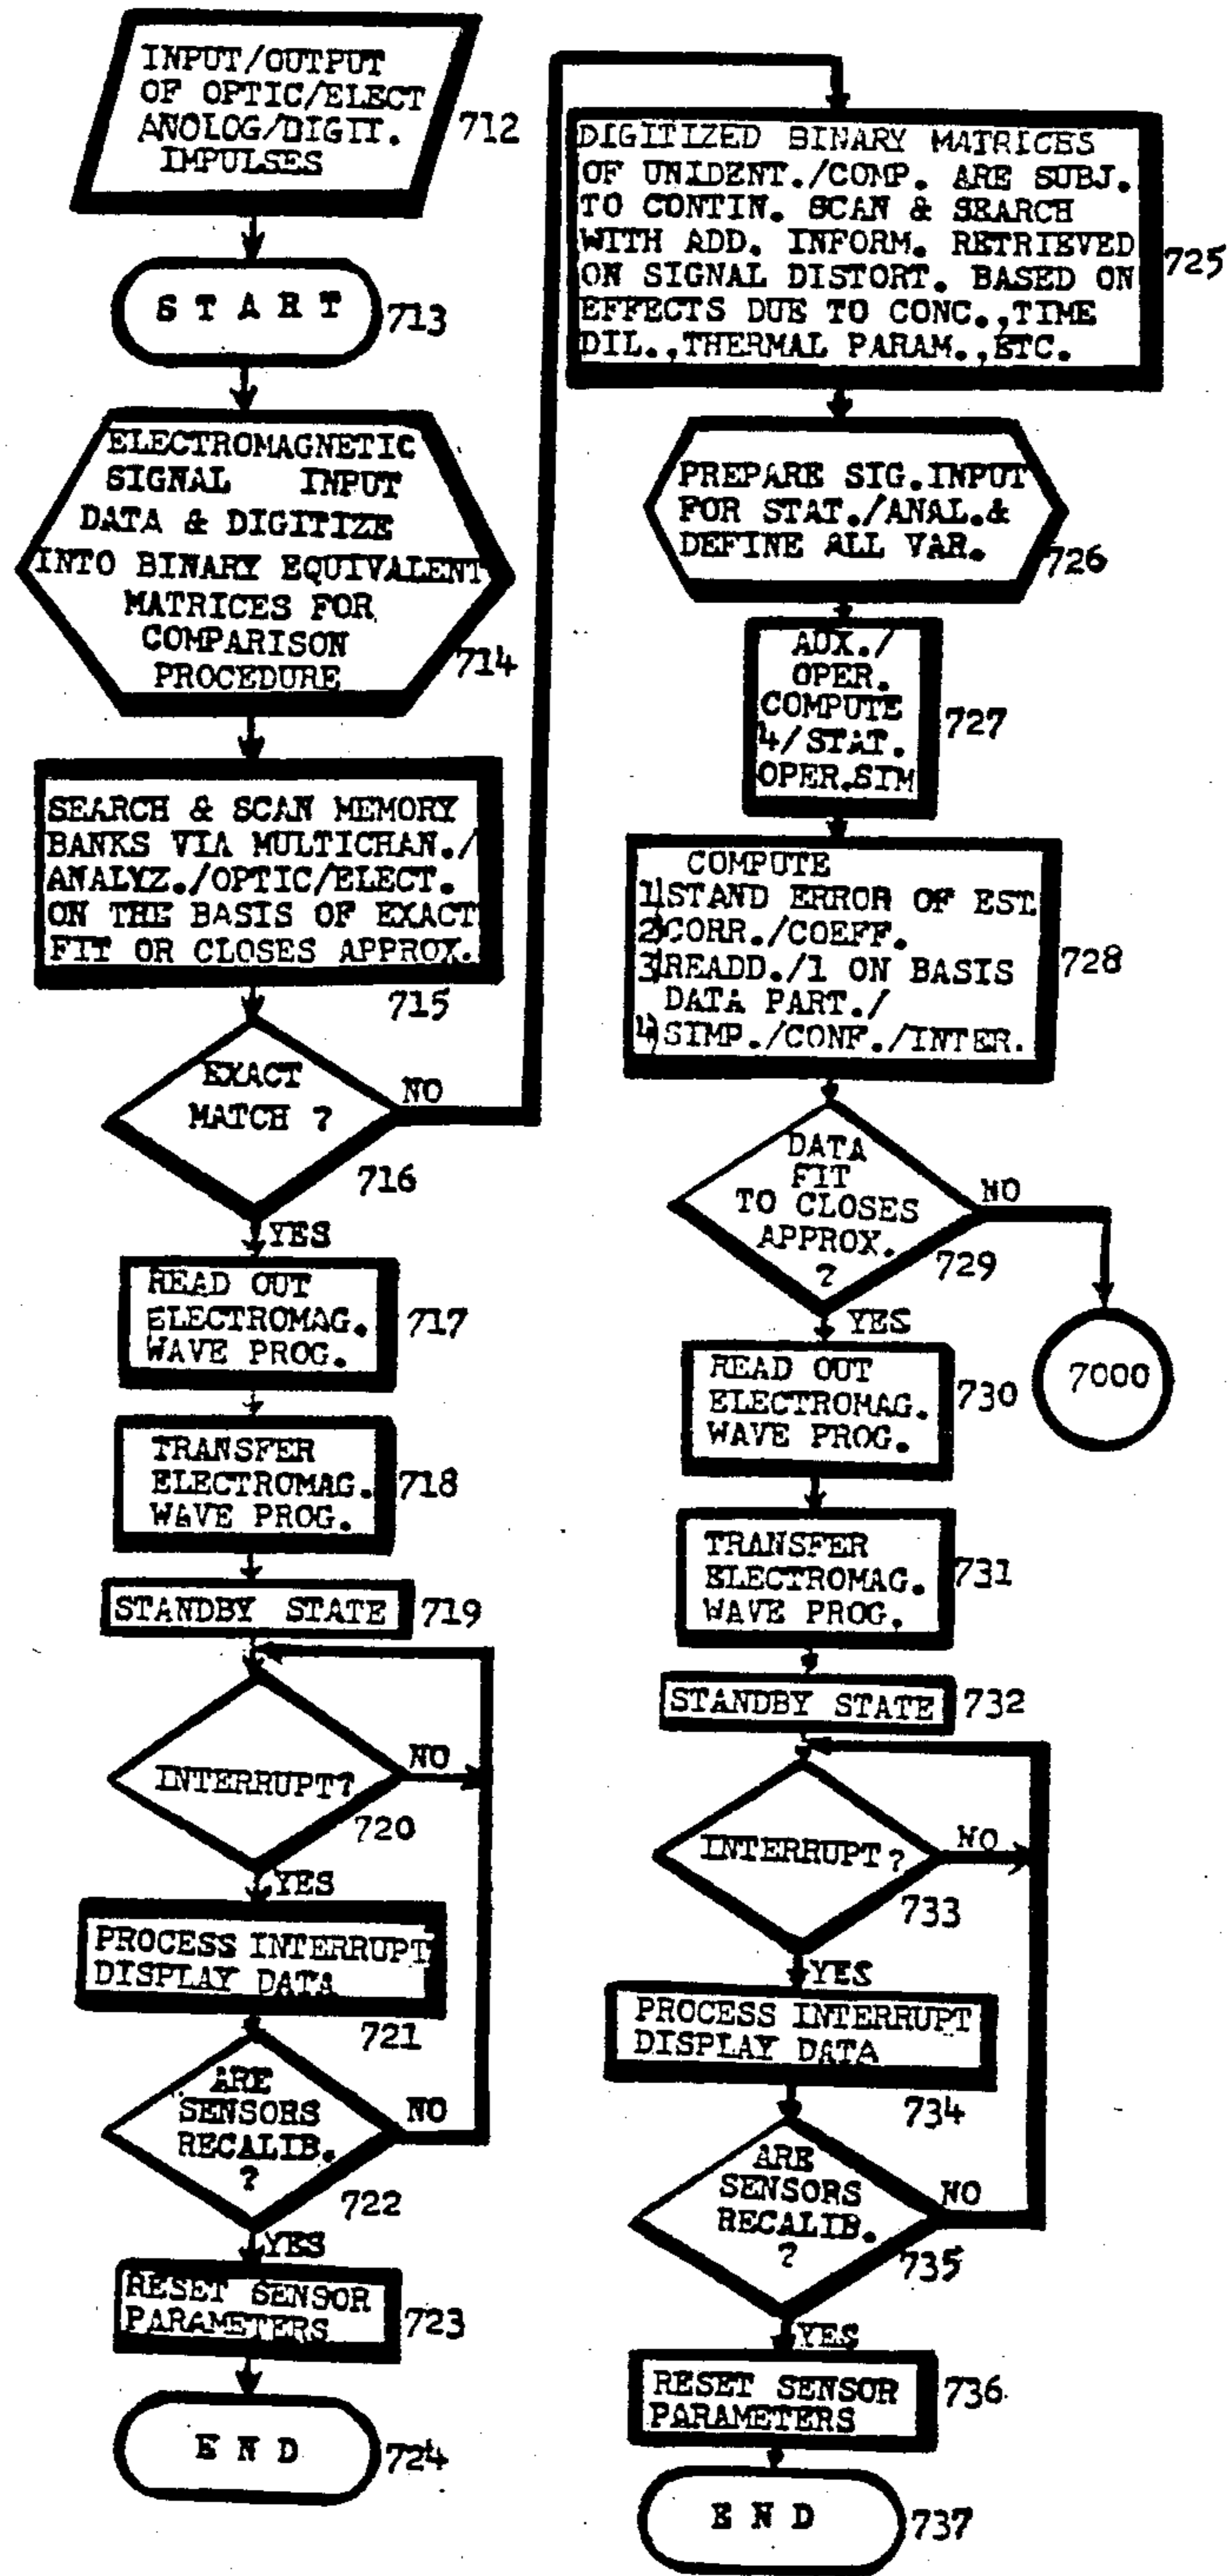 INPUT/OUTPUT
OF OPTIC/ELECT
ANOLOG/DIGIT.
IMPULSES
712
START
713
ELECTROMAGNETIC
SIGNAL INPUT
DATA & DIGITIZE
INTO BINARY EQUIVALENT
MATRICES FOR
COMPARISON
PROCEDURE
714
SEARCH & SCAN MEMORY
BANKS VIA MULTICHAN./
ANALYZ./OPTIC/ELECT.
ON THE BASIS OF EXACT
FIT OR CLOSES APPROX.
715
EXACT
MATCH ?
NO
716
YES
READ OUT
ELECTROMAG.
WAVE PROG.
717
TRANSFER
ELECTROMAG.
WAVE PROG.
718
STANDBY STATE
719
INTERRUPT?
NO
720
YES
PROCESS INTERRUPT
DISPLAY DATA
721
ARE
SENSORS
RECALIB.
?
NO
722
YES
RESET SENSOR
PARAMETERS
723
END
724
DIGITIZED BINARY MATRICES
OF UNIDENT./COMP. ARE SUBJ.
TO CONTIN. SCAN & SEARCH
WITH ADD. INFORM. RETRIEVED
ON SIGNAL DISTORT. BASED ON
EFFECTS DUE TO CONC.,TIME
DIL.,THERMAL PARAM.,ETC.
725
PREPARE SIG.INPUT
FOR STAT./ANAL.&
DEFINE ALL VAR.
726
AUX./
OPER.
COMPUTE
4/STAT.
OPER.SIM
727
COMPUTE
1)STAND ERROR OF EST.
2)CORR./COEFF.
3)READD./1 ON BASIS
DATA PART./
4)SIMP./CONF./INTER.
728
DATA
FIT
TO CLOSES
APPROX.
?
NO
729
7000
YES
READ OUT
ELECTROMAG.
WAVE PROG.
730
TRANSFER
ELECTROMAG.
WAVE PROG.
731
STANDBY STATE
732
INTERRUPT?
NO
733
YES
PROCESS INTERRUPT
DISPLAY DATA
734
ARE
SENSORS
RECALIB.
?
NO
735
YES
RESET SENSOR
PARAMETERS
736
END
737